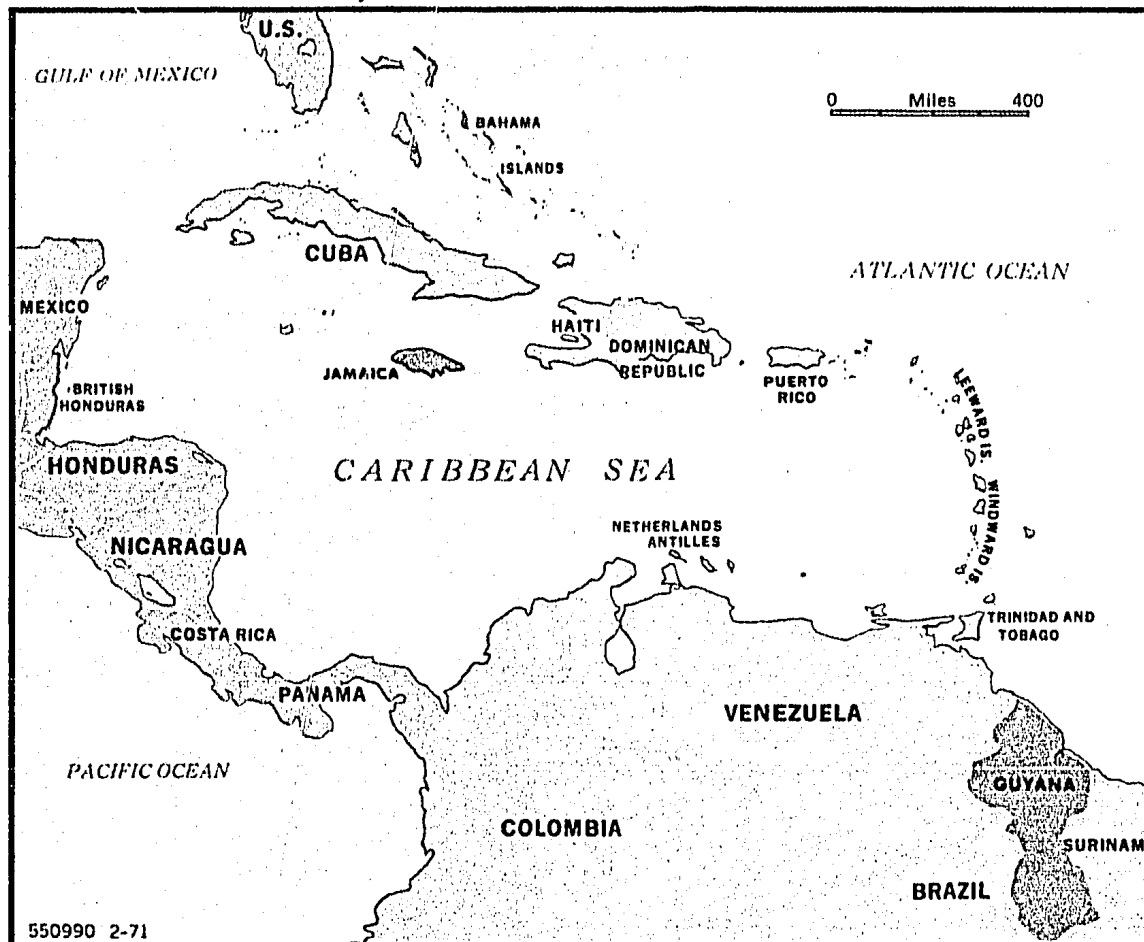 U.S.
GULF OF MEXICO
0 Miles 400
BAHAMA
ISLANDS
CUBA
ATLANTIC OCEAN
MEXICO
HAITI
DOMINICAN
REPUBLIC
JAMAICA
PUERTO
RICO
BRITISH
HONDURAS
LEEWARD IS.
HONDURAS
CARIBBEAN SEA
WINDWARD IS.
NETHERLANDS
ANTILLES
NICARAGUA
TRINIDAD AND
TOBAGO
COSTA RICA
PANAMA
VENEZUELA
PACIFIC OCEAN
GUYANA
COLOMBIA
SURINAM
BRAZIL
550990 2-71